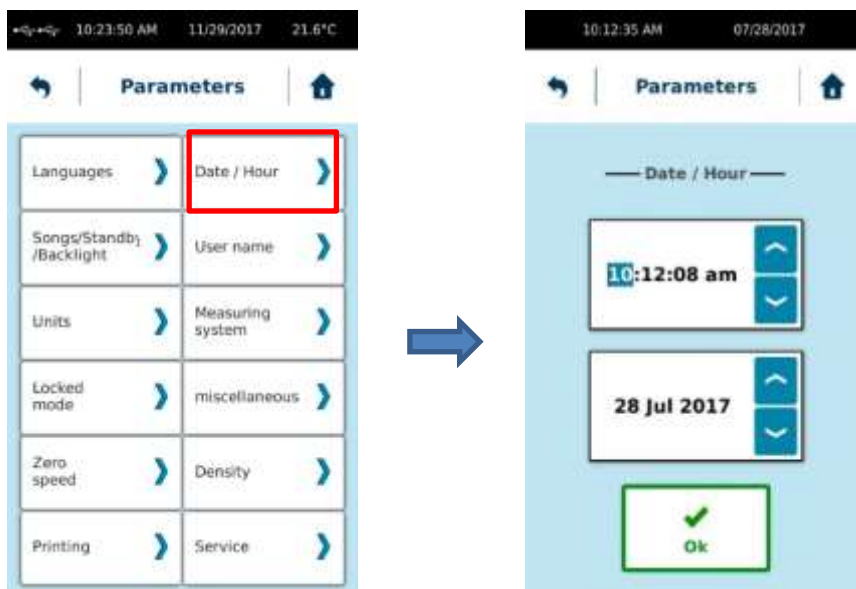 10:23:50 AM 11/29/2017 21.6°C
Parameters
Languages
Date / Hour
Songs/Standby
/Backlight
User name
Units
Measuring
system
Locked
mode
miscellaneous
Zero
speed
Density
Printing
Service
10:12:35 AM 07/28/2017
Parameters
Date / Hour
10:12:08 am
28 Jul 2017
Ok